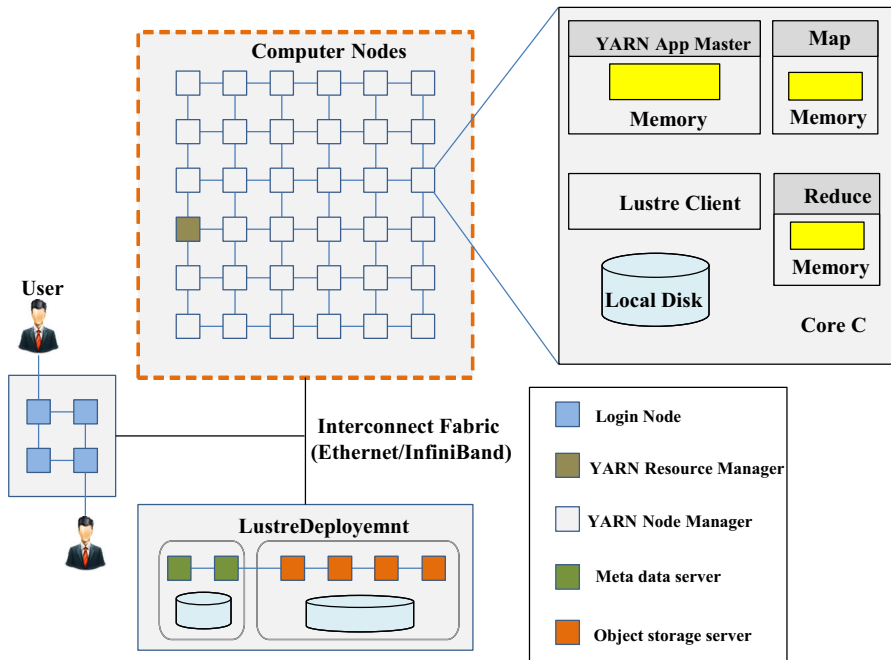 Computer Nodes
YARN App Master
Memory
Map
Memory
Lustre Client
Reduce
Memory
Local Disk
Core C
User
Interconnect Fabric
(Ethernet/InfiniBand)
LustreDeployemnt
Login Node
YARN Resource Manager
YARN Node Manager
Meta data server
Object storage server